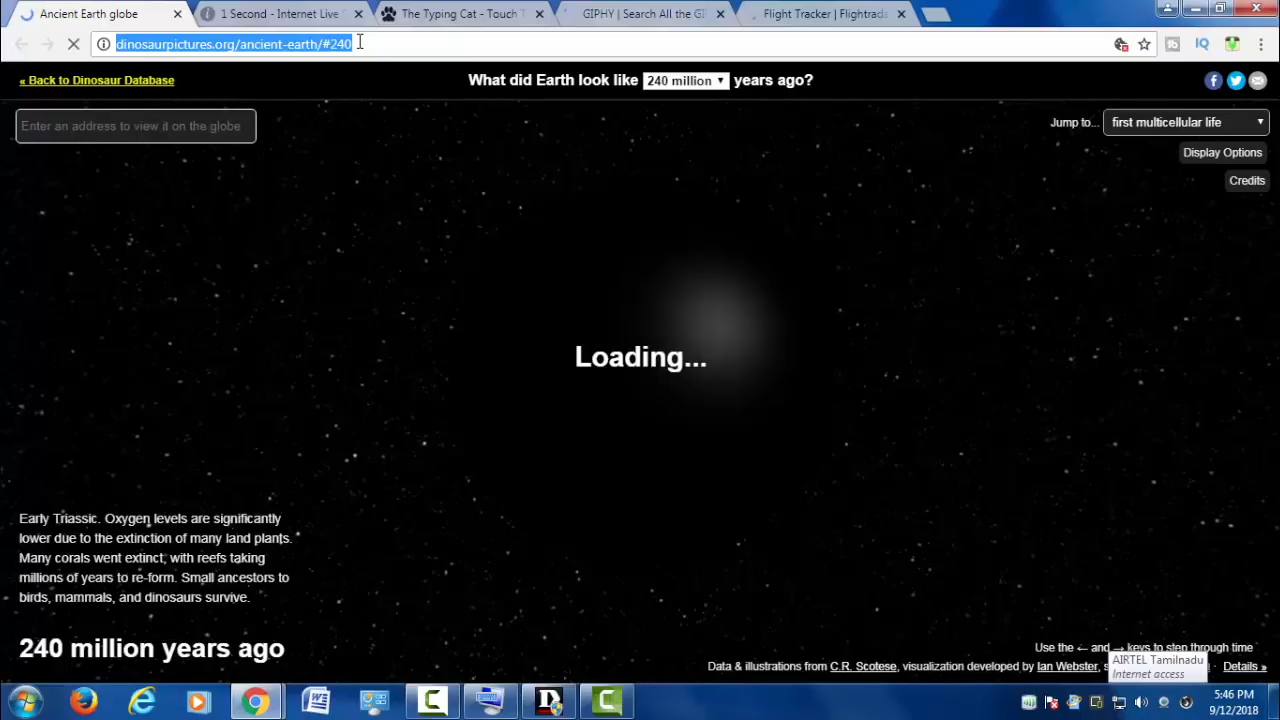 Ancient Earth globe
1 Second - Internet Live S
The Typing Cat - Touch T
GIPHY | Search All the GIF
Flight Tracker | Flightrada
dinosaurpictures.org/ancient-earth/#240
« Back to Dinosaur Database
What did Earth look like 240 million years ago?
Enter an address to view it on the globe
Jump to... first multicellular life
Display Options
Credits
Loading...
Early Triassic. Oxygen levels are significantly
lower due to the extinction of many land plants.
Many corals went extinct, with reefs taking
millions of years to re-form. Small ancestors to
birds, mammals, and dinosaurs survive.
240 million years ago
Use the ← and → keys to step through time
Data & illustrations from C.R. Scotese, visualization developed by Ian Webster, Details »
AIRTEL Tamilnadu
Internet access
5:46 PM
9/12/2018